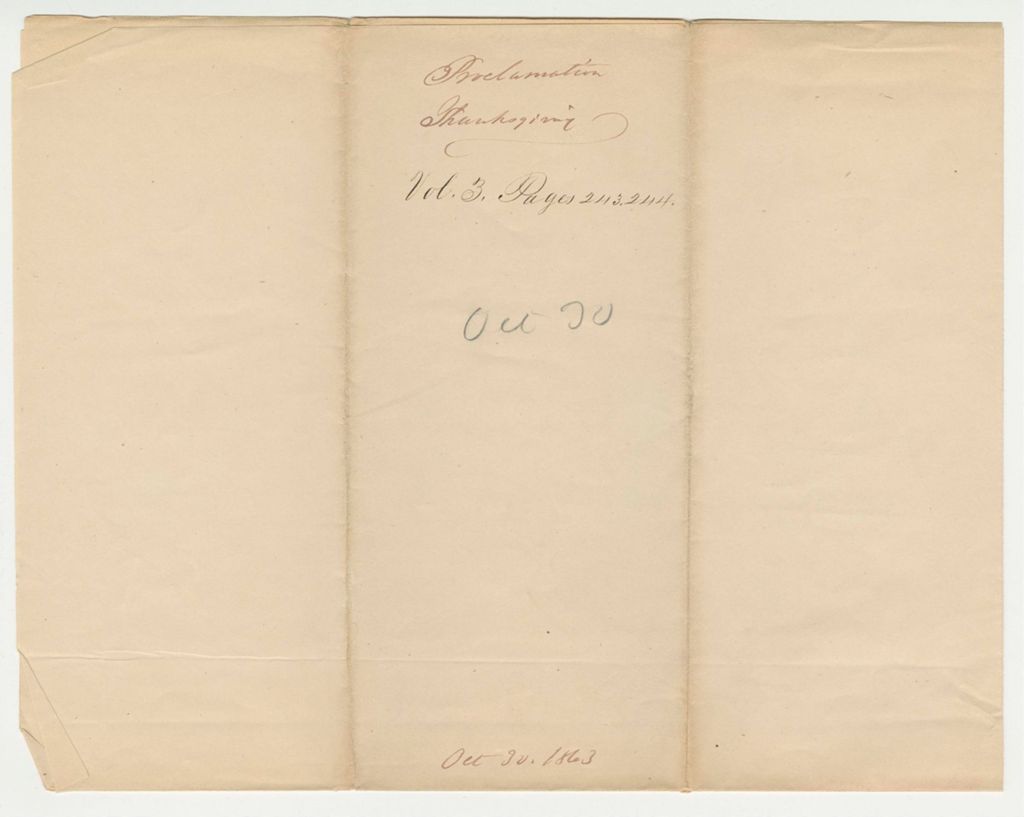 Proclamation
Thanksgiving
Vol. 3. Pages 243.244.
Oct 30
Oct 30. 1863